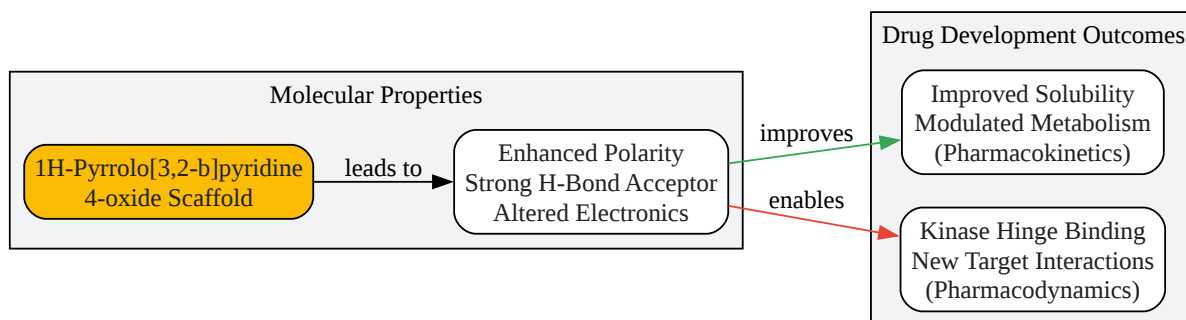 Molecular Properties
1H-Pyrrolo[3,2-b]pyridine
4-oxide Scaffold
leads to
Enhanced Polarity
Strong H-Bond Acceptor
Altered Electronics
improves
enables
Drug Development Outcomes
Improved Solubility
Modulated Metabolism
(Pharmacokinetics)
Kinase Hinge Binding
New Target Interactions
(Pharmacodynamics)